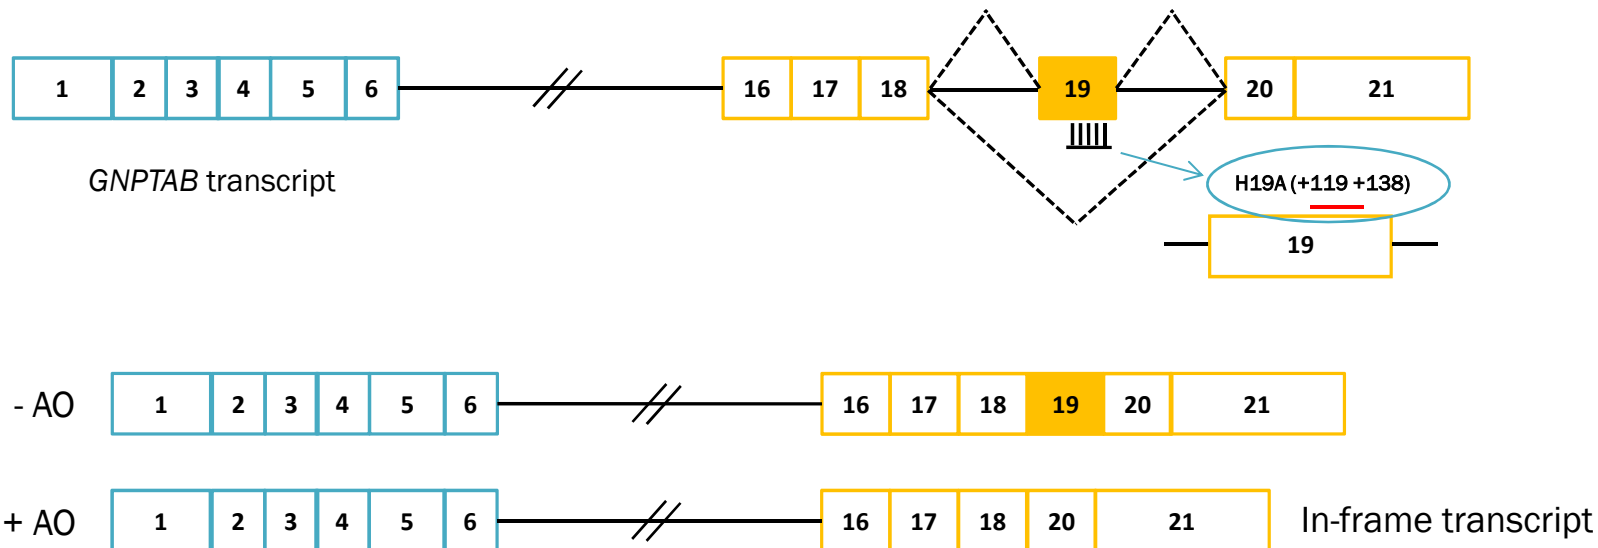 1 2 3 4 5 6 16 17 18 19 20 21
GNPTAB transcript
H19A (+119 +138)
19
- AO 1 2 3 4 5 6 16 17 18 19 20 21
+ AO 1 2 3 4 5 6 16 17 18 20 21 In-frame transcript